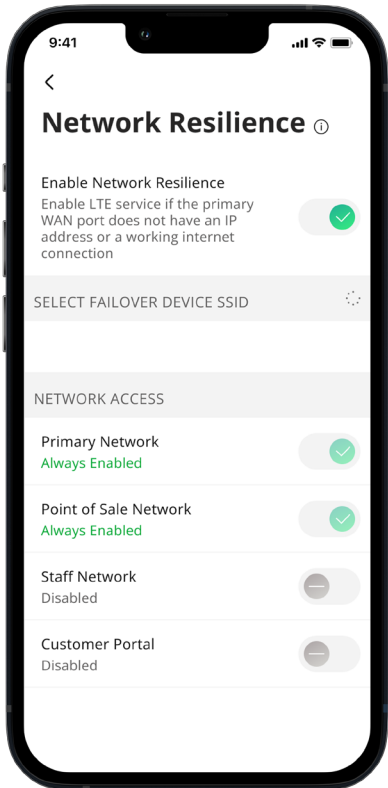 9:41
Network Resilience
Enable Network Resilience
Enable LTE service if the primary
WAN port does not have an IP
address or a working internet
connection
SELECT FAILOVER DEVICE SSID
NETWORK ACCESS
Primary Network
Always Enabled
Point of Sale Network
Always Enabled
Staff Network
Disabled
Customer Portal
Disabled